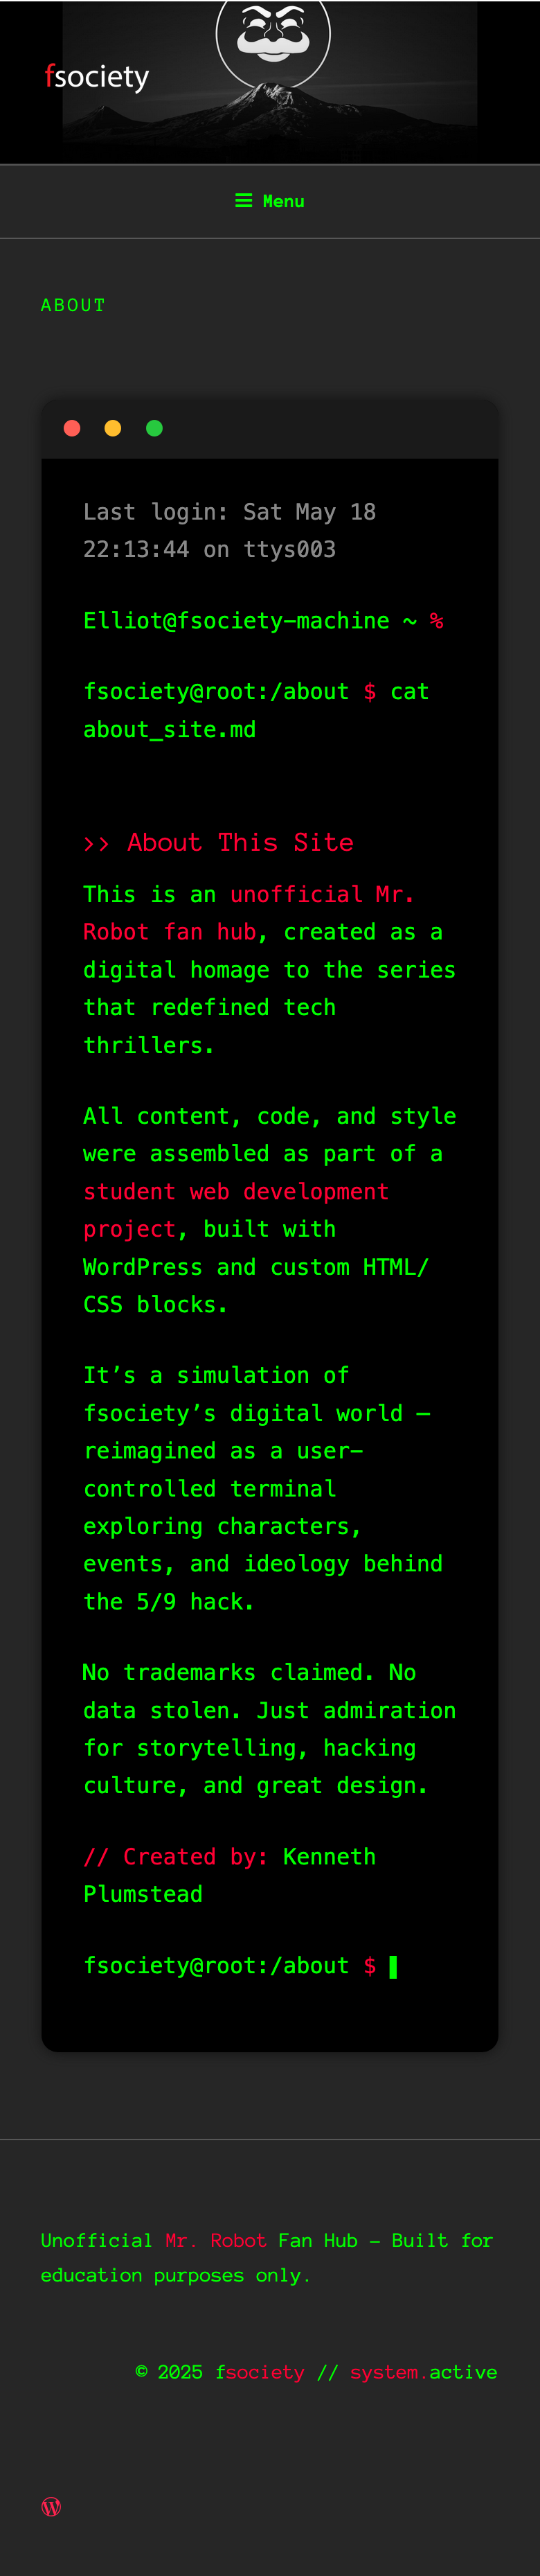 fsociety
Menu
ABOUT
Last login: Sat May 18
22:13:44 on ttys003
Elliot@fsociety-machine ~ %
fsociety@root:/about $ cat
about_site.md
>> About This Site
This is an unofficial Mr.
Robot fan hub, created as a
digital homage to the series
that redefined tech
thrillers.
All content, code, and style
were assembled as part of a
student web development
project, built with
WordPress and custom HTML/
CSS blocks.
It’s a simulation of
fsociety’s digital world —
reimagined as a user-
controlled terminal
exploring characters,
events, and ideology behind
the 5/9 hack.
No trademarks claimed. No
data stolen. Just admiration
for storytelling, hacking
culture, and great design.
// Created by: Kenneth
Plumstead
fsociety@root:/about $
Unofficial Mr. Robot Fan Hub – Built for
education purposes only.
© 2025 fsociety // system.active